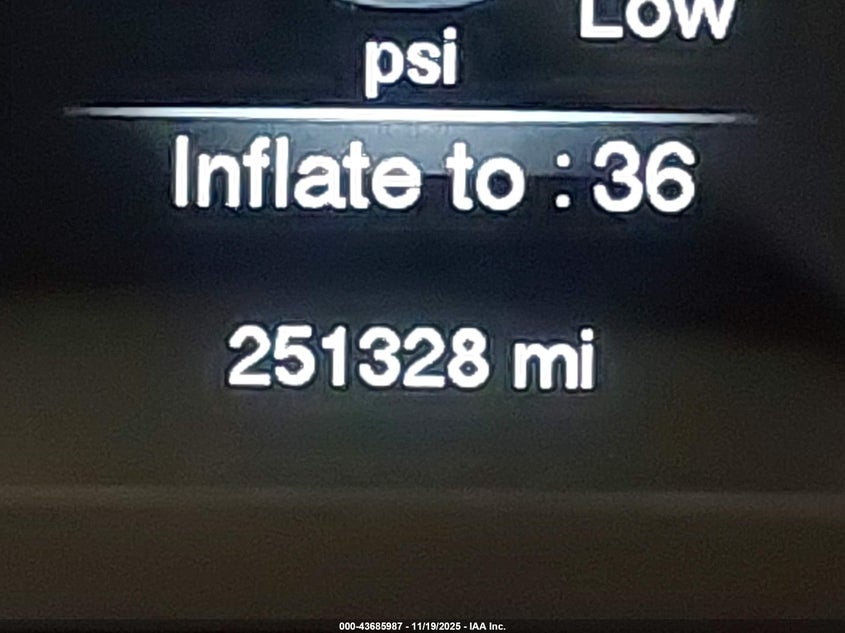 Low
psi
Inflate to : 36
251328 mi
000-43685987 - 11/19/2025 - IAA Inc.